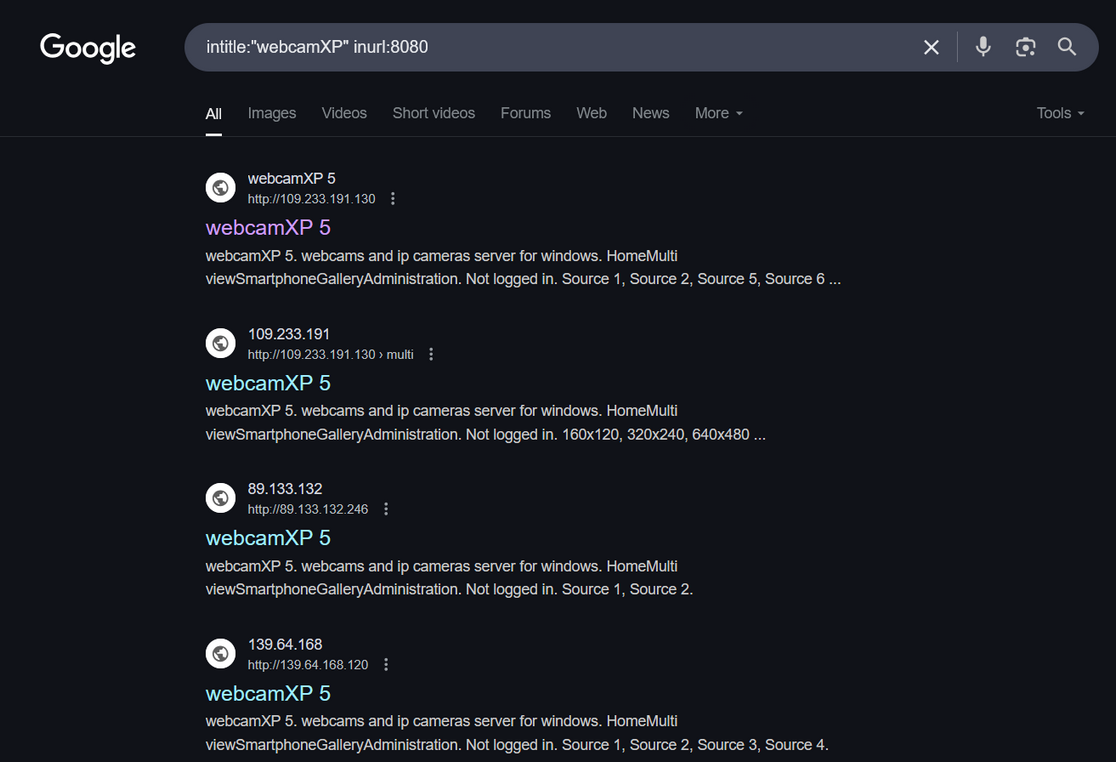 Google
intitle:"webcamXP" inurl:8080
All Images Videos Short videos Forums Web News More Tools
webcamXP 5
http://109.233.191.130
webcamXP 5
webcamXP 5. webcams and ip cameras server for windows. HomeMulti
viewSmartphoneGalleryAdministration. Not logged in. Source 1, Source 2, Source 5, Source 6 ...
109.233.191
http://109.233.191.130 › multi
webcamXP 5
webcamXP 5. webcams and ip cameras server for windows. HomeMulti
viewSmartphoneGalleryAdministration. Not logged in. 160x120, 320x240, 640x480 ...
89.133.132
http://89.133.132.246
webcamXP 5
webcamXP 5. webcams and ip cameras server for windows. HomeMulti
viewSmartphoneGalleryAdministration. Not logged in. Source 1, Source 2.
139.64.168
http://139.64.168.120
webcamXP 5
webcamXP 5. webcams and ip cameras server for windows. HomeMulti
viewSmartphoneGalleryAdministration. Not logged in. Source 1, Source 2, Source 3, Source 4.